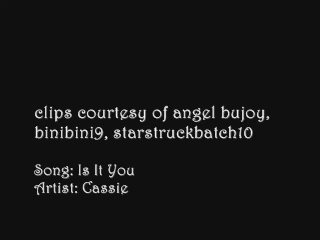 clips courtesy of angel bujoy,
binibini9, starstruckbatch10
Song: Is It You
Artist: Cassie